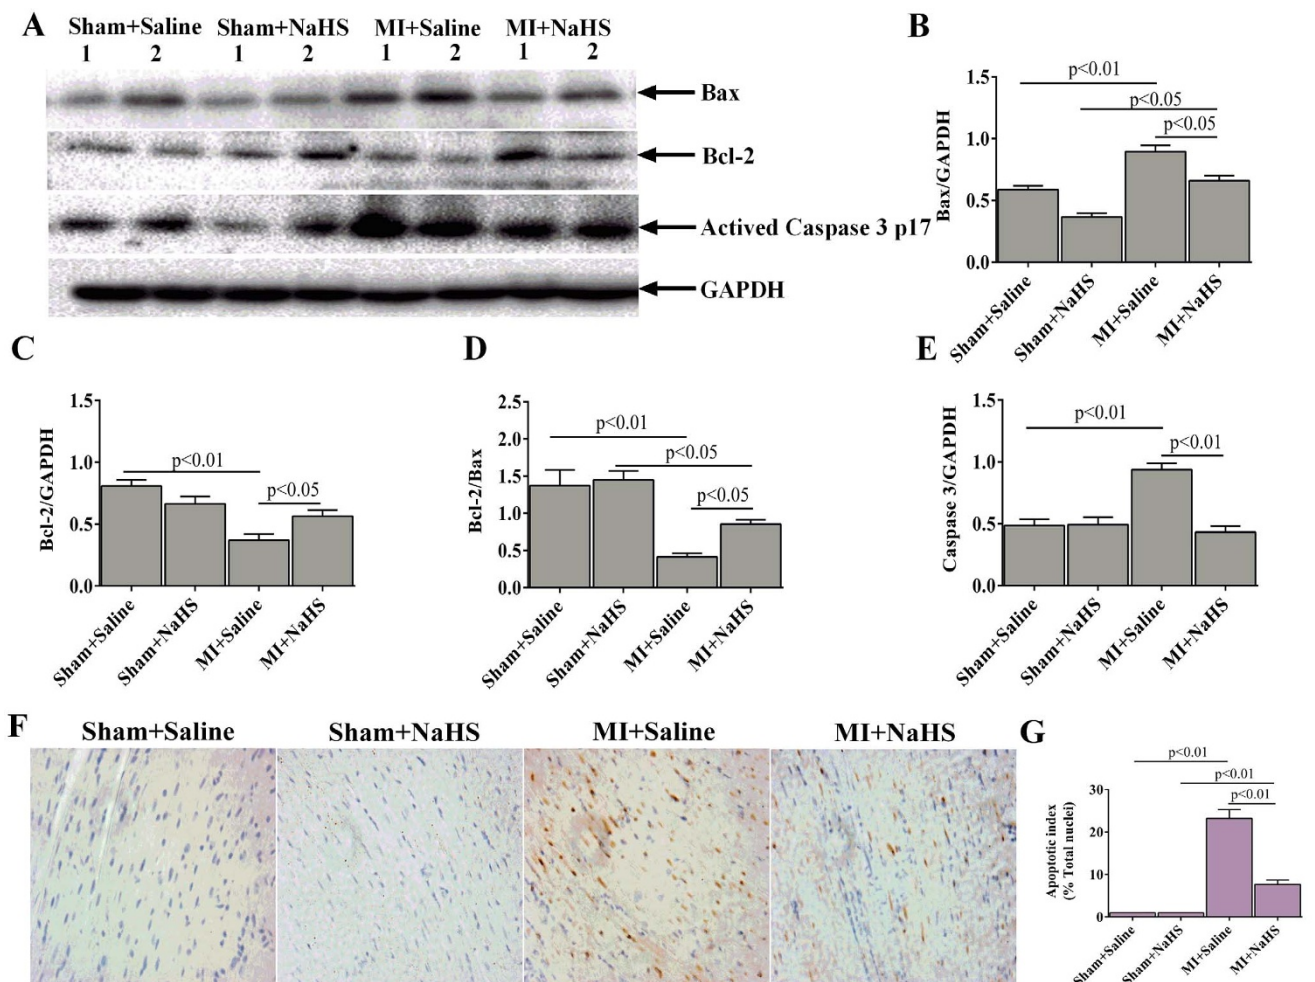 A
Sham+Saline Sham+NaHS MI+Saline MI+NaHS
1 2 1 2 1 2 1 2
Bax
Bcl-2
Actived Caspase 3 p17
GAPDH
B
Bax/GAPDH
1.5
1.0
0.5
0.0
p<0.01
p<0.05
p<0.05
Sham+Saline
Sham+NaHS
MI+Saline
MI+NaHS
C
Bcl-2/GAPDH
1.5
1.0
0.5
0.0
p<0.01
p<0.05
Sham+Saline
Sham+NaHS
MI+Saline
MI+NaHS
D
Bcl-2/Bax
2.5
2.0
1.5
1.0
0.5
0.0
p<0.01
p<0.05
p<0.05
Sham+Saline
Sham+NaHS
MI+Saline
MI+NaHS
E
Caspase 3/GAPDH
1.5
1.0
0.5
0.0
p<0.01
p<0.01
Sham+Saline
Sham+NaHS
MI+Saline
MI+NaHS
F
Sham+Saline Sham+NaHS MI+Saline MI+NaHS
G
Apoptotic index
(% Total nuclei)
30
20
10
0
p<0.01
p<0.01
p<0.01
Sham+Saline
Sham+NaHS
MI+Saline
MI+NaHS